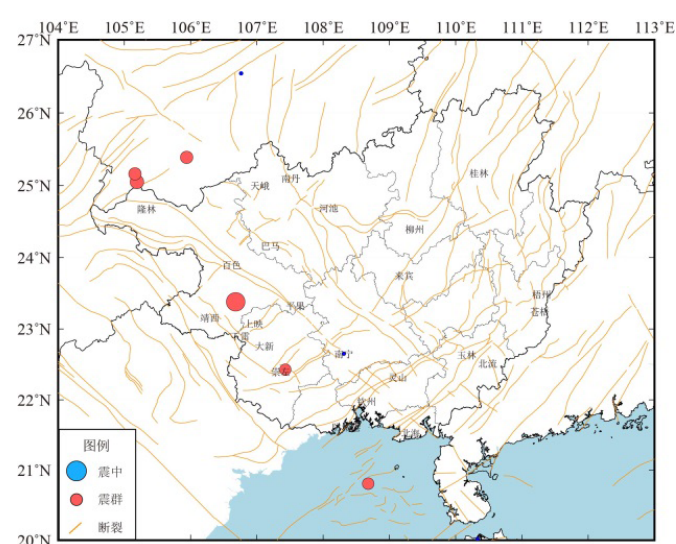 104°E 105°E 106°E 107°E 108°E 109°E 110°E 111°E 112°E 113°E
27°N
26°N
25°N
24°N
23°N
22°N
21°N
20°N
桂林
南丹
天峨
隆林
河池
柳州
巴马
百色
来宾
梧州
平果
苍梧
靖西
上映
大新
南宁
玉林
北流
崇左
灵山
钦州
北海
图例
震中
震群
断裂